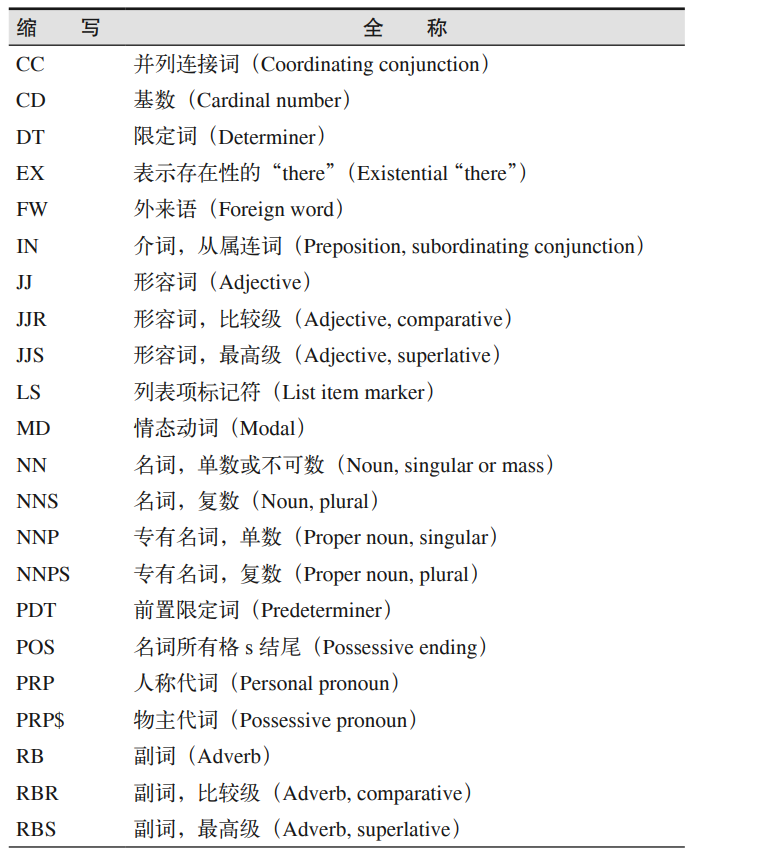 缩 写 全 称
CC 并列连接词（Coordinating conjunction）
CD 基数（Cardinal number）
DT 限定词（Determiner）
EX 表示存在性的“there”（Existential “there”）
FW 外来语（Foreign word）
IN 介词，从属连词（Preposition, subordinating conjunction）
JJ 形容词（Adjective）
JJR 形容词，比较级（Adjective, comparative）
JJS 形容词，最高级（Adjective, superlative）
LS 列表项标记符（List item marker）
MD 情态动词（Modal）
NN 名词，单数或不可数（Noun, singular or mass）
NNS 名词，复数（Noun, plural）
NNP 专有名词，单数（Proper noun, singular）
NNPS 专有名词，复数（Proper noun, plural）
PDT 前置限定词（Predeterminer）
POS 名词所有格 s 结尾（Possessive ending）
PRP 人称代词（Personal pronoun）
PRP$ 物主代词（Possessive pronoun）
RB 副词（Adverb）
RBR 副词，比较级（Adverb, comparative）
RBS 副词，最高级（Adverb, superlative）